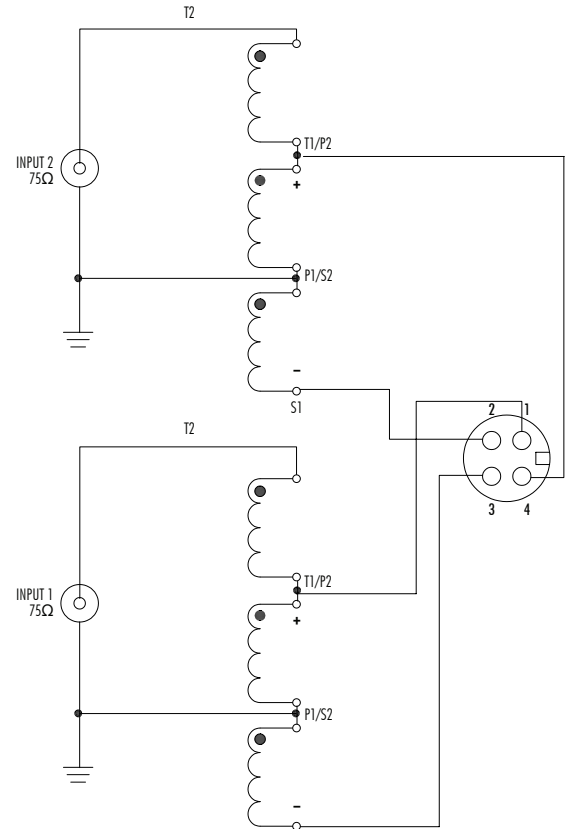 T2
T1/P2
INPUT 2
75Ω
+
P1/S2
-
S1
2 1
3 4
T2
T1/P2
INPUT 1
75Ω
+
P1/S2
-